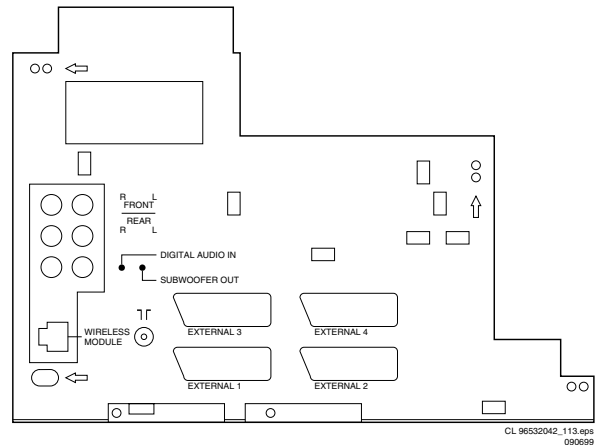 R L
FRONT
REAR
R L
DIGITAL AUDIO IN
SUBWOOFER OUT
WIRELESS
MODULE
EXTERNAL 3
EXTERNAL 4
EXTERNAL 1
EXTERNAL 2
CL 96532042_113.eps
090699